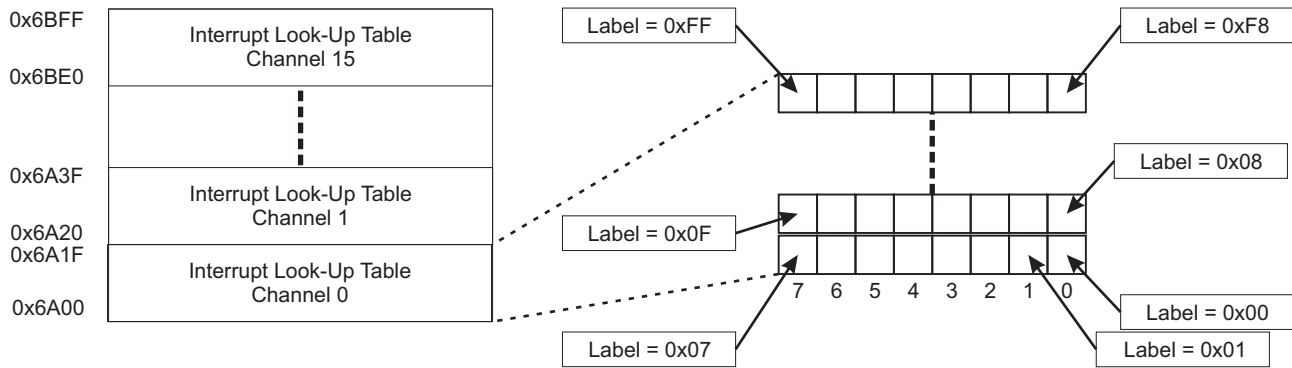 0x6BFF
Interrupt Look-Up Table
Channel 15
0x6BE0
0x6A3F
Interrupt Look-Up Table
Channel 1
0x6A20
0x6A1F
Interrupt Look-Up Table
Channel 0
0x6A00
Label = 0xFF
Label = 0xF8
Label = 0x08
Label = 0x0F
7 6 5 4 3 2 1 0
Label = 0x00
Label = 0x07
Label = 0x01